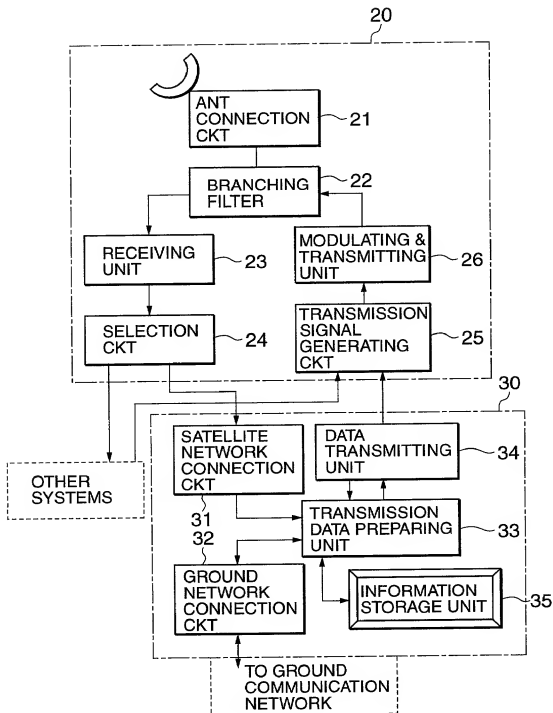 20
ANT
CONNECTION
CKT
21
BRANCHING
FILTER
22
RECEIVING
UNIT
23
MODULATING &
TRANSMITTING
UNIT
26
SELECTION
CKT
24
TRANSMISSION
SIGNAL
GENERATING
CKT
25
30
SATELLITE
NETWORK
CONNECTION
CKT
31
DATA
TRANSMITTING
UNIT
34
OTHER
SYSTEMS
TRANSMISSION
DATA PREPARING
UNIT
33
32
GROUND
NETWORK
CONNECTION
CKT
INFORMATION
STORAGE UNIT
35
TO GROUND
COMMUNICATION
NETWORK